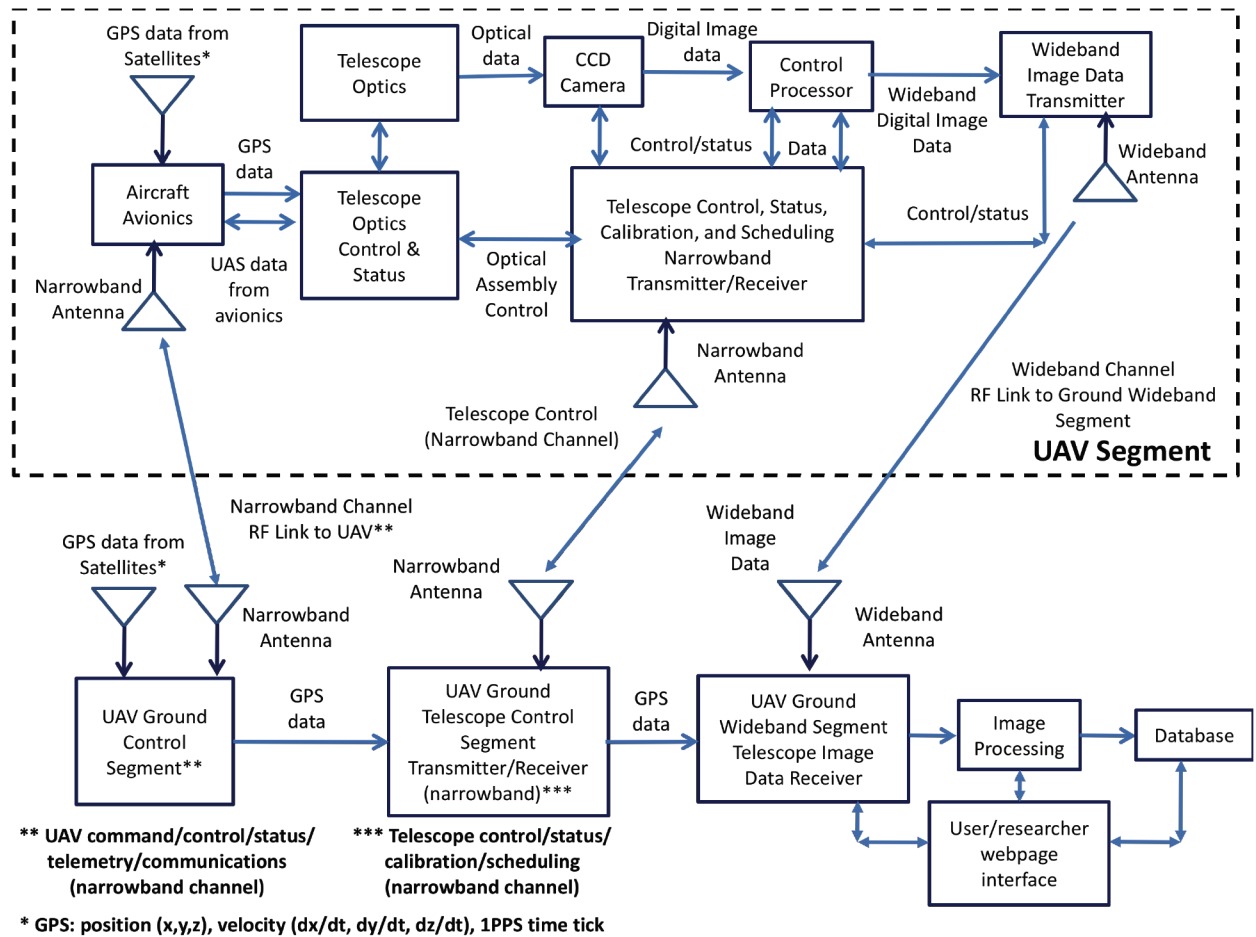 GPS data from
Satellites*
Telescope
Optics
Optical
data
CCD
Camera
Digital Image
data
Control
Processor
Wideband
Digital Image
Data
Wideband
Image Data
Transmitter
Wideband
Antenna
Aircraft
Avionics
GPS
data
UAS data
from
avionics
Telescope
Optics
Control &
Status
Optical
Assembly
Control
Control/status
Data
Telescope Control, Status,
Calibration, and Scheduling
Narrowband
Transmitter/Receiver
Control/status
Narrowband
Antenna
Narrowband
Antenna
Telescope Control
(Narrowband Channel)
Wideband Channel
RF Link to Ground Wideband
Segment
UAV Segment
Narrowband Channel
RF Link to UAV**
GPS data from
Satellites*
Narrowband
Antenna
Narrowband
Antenna
Wideband
Image
Data
Wideband
Antenna
UAV Ground
Control
Segment**
GPS
data
UAV Ground
Telescope Control
Segment
Transmitter/Receiver
(narrowband)***
GPS
data
UAV Ground
Wideband Segment
Telescope Image
Data Receiver
Image
Processing
Database
User/researcher
webpage
interface
** UAV command/control/status/
telemetry/communications
(narrowband channel)
*** Telescope control/status/
calibration/scheduling
(narrowband channel)
* GPS: position (x,y,z), velocity (dx/dt, dy/dt, dz/dt), 1PPS time tick